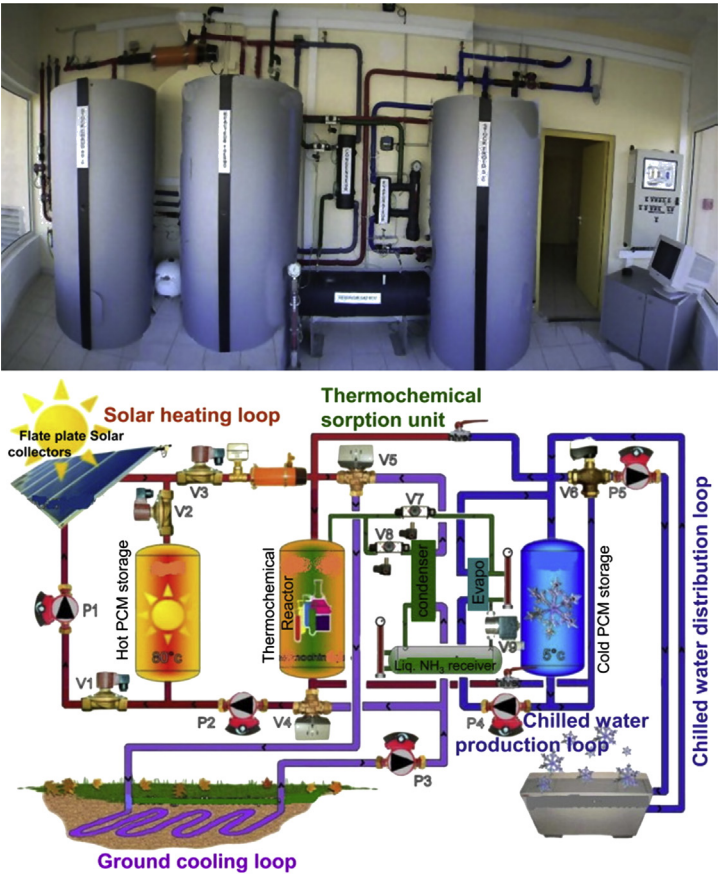 Thermochemical
sorption unit
Solar heating loop
Flate plate Solar
collectors
V5
V3
V6
P5
V2
V7
V8
Hot PCM storage
Thermochemical
Reactor
condenser
Evapo
Cold PCM storage
Chilled water distribution loop
P1
V9
5°c
Liq. NH₃ receiver
V1
P2
V4
P4
Chilled water
production loop
P3
Ground cooling loop